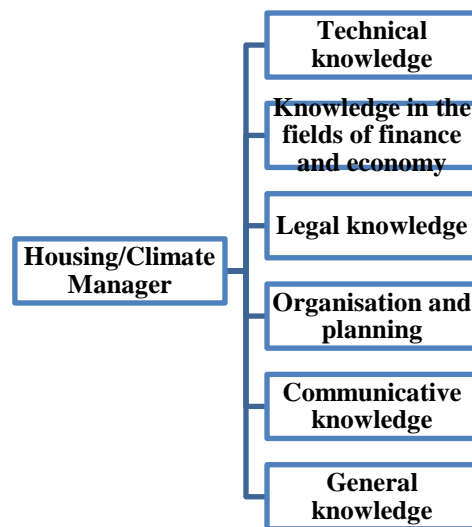 Technical
knowledge
Knowledge in the
fields of finance
and economy
Legal knowledge
Housing/Climate
Manager
Organisation and
planning
Communicative
knowledge
General
knowledge